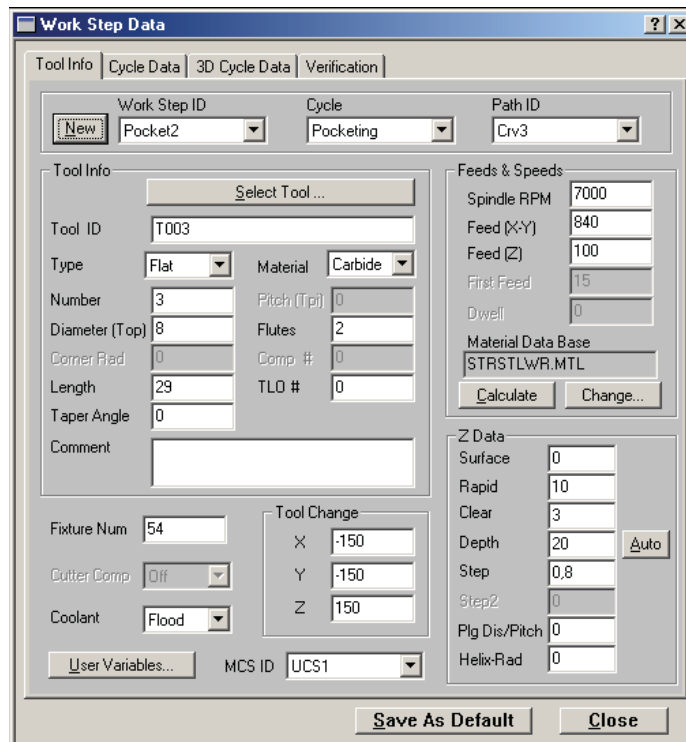 Work Step Data
Tool Info Cycle Data 3D Cycle Data Verification
Work Step ID Cycle Path ID
New Pocket2 Pocketing Crv3
Tool Info
Select Tool ...
Tool ID T003
Type Flat Material Carbide
Number 3 Pitch (Tpi) 0
Diameter (Top) 8 Flutes 2
Corner Rad 0 Comp # 0
Length 29 TLO # 0
Taper Angle 0
Comment
Feeds & Speeds
Spindle RPM 7000
Feed (X-Y) 840
Feed (Z) 100
First Feed 15
Dwell 0
Material Data Base
STRSTLWR.MTL
Calculate Change...
Z Data
Surface 0
Rapid 10
Clear 3
Depth 20 Auto
Step 0,8
Step2 0
Plg Dis/Pitch 0
Helix-Rad 0
Fixture Num 54
Cutter Comp Off
Coolant Flood
Tool Change
X -150
Y -150
Z 150
User Variables... MCS ID UCS1
Save As Default Close